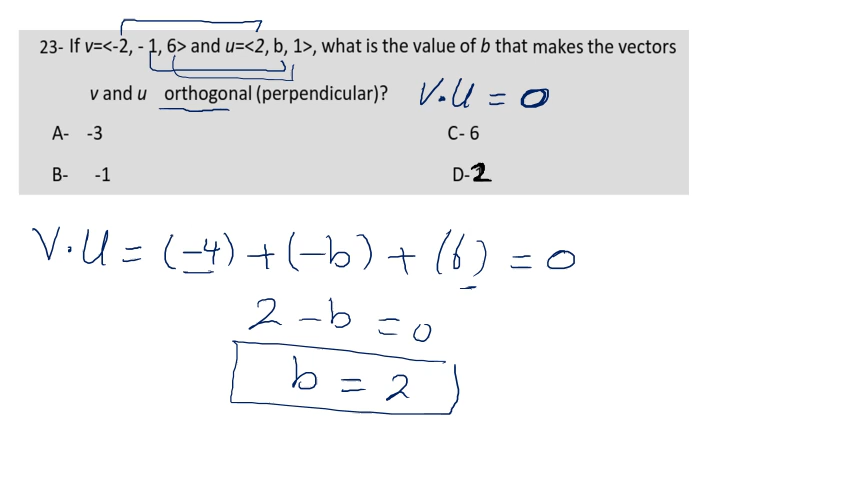 23- If v=<-2, - 1, 6> and u=<2, b, 1>, what is the value of b that makes the vectors
v and u orthogonal (perpendicular)? V.U = 0
A- -3 C- 6
B- -1 D-2
V.U = (-4) + (-b) + (6) = 0
2 - b = 0
b = 2